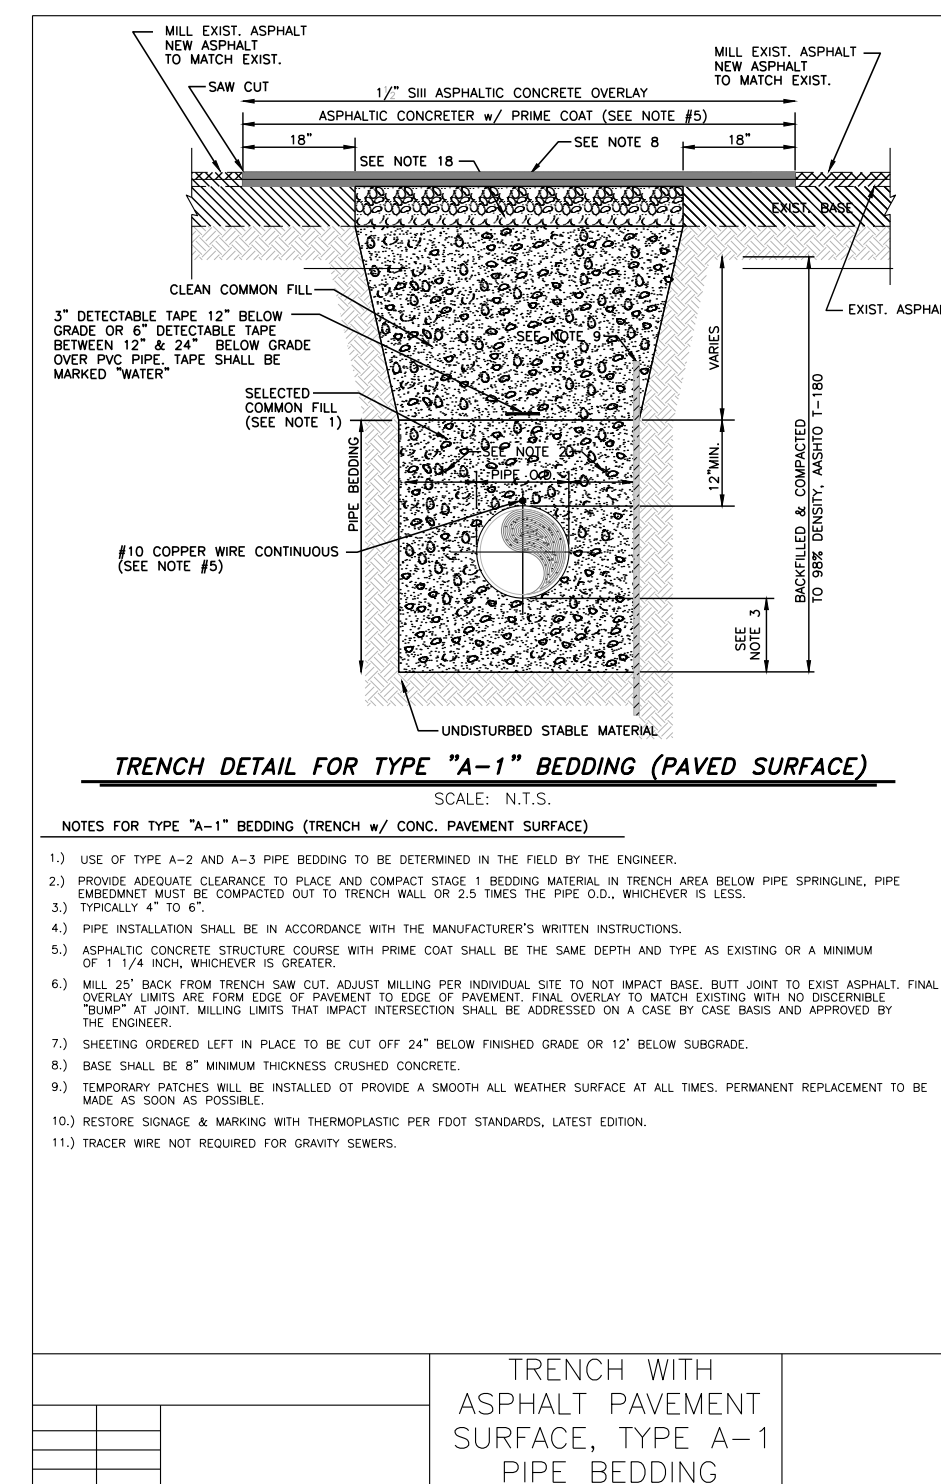 MILL EXIST. ASPHALT
NEW ASPHALT
TO MATCH EXIST.
MILL EXIST. ASPHALT
NEW ASPHALT
TO MATCH EXIST.
SAW CUT
1½" SIII ASPHALTIC CONCRETE OVERLAY
ASPHALTIC CONCRETER w/ PRIME COAT (SEE NOTE #5)
18"
SEE NOTE 8
18"
SEE NOTE 18
EXIST. BASE
CLEAN COMMON FILL
EXIST. ASPHAL
3" DETECTABLE TAPE 12" BELOW
GRADE OR 6" DETECTABLE TAPE
BETWEEN 12" & 24" BELOW GRADE
OVER PVC PIPE. TAPE SHALL BE
MARKED "WATER"
SEE NOTE 9
VARIES
SELECTED
COMMON FILL
(SEE NOTE 1)
SEE NOTE 2
PIPE O.D.
12"MIN.
PIPE BEDDING
BACKFILLED & COMPACTED
TO 98% DENSITY, AASHTO T-180
#10 COPPER WIRE CONTINUOUS
(SEE NOTE #5)
SEE
NOTE 3
UNDISTURBED STABLE MATERIAL
TRENCH DETAIL FOR TYPE "A-1" BEDDING (PAVED SURFACE)
SCALE: N.T.S.
NOTES FOR TYPE "A-1" BEDDING (TRENCH w/ CONC. PAVEMENT SURFACE)
1.) USE OF TYPE A-2 AND A-3 PIPE BEDDING TO BE DETERMINED IN THE FIELD BY THE ENGINEER.
2.) PROVIDE ADEQUATE CLEARANCE TO PLACE AND COMPACT STAGE 1 BEDDING MATERIAL IN TRENCH AREA BELOW PIPE SPRINGLINE, PIPE
EMBEDMNET MUST BE COMPACTED OUT TO TRENCH WALL OR 2.5 TIMES THE PIPE O.D., WHICHEVER IS LESS.
3.) TYPICALLY 4" TO 6".
4.) PIPE INSTALLATION SHALL BE IN ACCORDANCE WITH THE MANUFACTURER'S WRITTEN INSTRUCTIONS.
5.) ASPHALTIC CONCRETE STRUCTURE COURSE WITH PRIME COAT SHALL BE THE SAME DEPTH AND TYPE AS EXISTING OR A MINIMUM
OF 1 1/4 INCH, WHICHEVER IS GREATER.
6.) MILL 25' BACK FROM TRENCH SAW CUT. ADJUST MILLING PER INDIVIDUAL SITE TO NOT IMPACT BASE. BUTT JOINT TO EXIST ASPHALT. FINAL
OVERLAY LIMITS ARE FORM EDGE OF PAVEMENT TO EDGE OF PAVEMENT. FINAL OVERLAY TO MATCH EXISTING WITH NO DISCERNIBLE
"BUMP" AT JOINT. MILLING LIMITS THAT IMPACT INTERSECTION SHALL BE ADDRESSED ON A CASE BY CASE BASIS AND APPROVED BY
THE ENGINEER.
7.) SHEETING ORDERED LEFT IN PLACE TO BE CUT OFF 24" BELOW FINISHED GRADE OR 12' BELOW SUBGRADE.
8.) BASE SHALL BE 8" MINIMUM THICKNESS CRUSHED CONCRETE.
9.) TEMPORARY PATCHES WILL BE INSTALLED OT PROVIDE A SMOOTH ALL WEATHER SURFACE AT ALL TIMES. PERMANENT REPLACEMENT TO BE
MADE AS SOON AS POSSIBLE.
10.) RESTORE SIGNAGE & MARKING WITH THERMOPLASTIC PER FDOT STANDARDS, LATEST EDITION.
11.) TRACER WIRE NOT REQUIRED FOR GRAVITY SEWERS.
TRENCH WITH
ASPHALT PAVEMENT
SURFACE, TYPE A-1
PIPE BEDDING